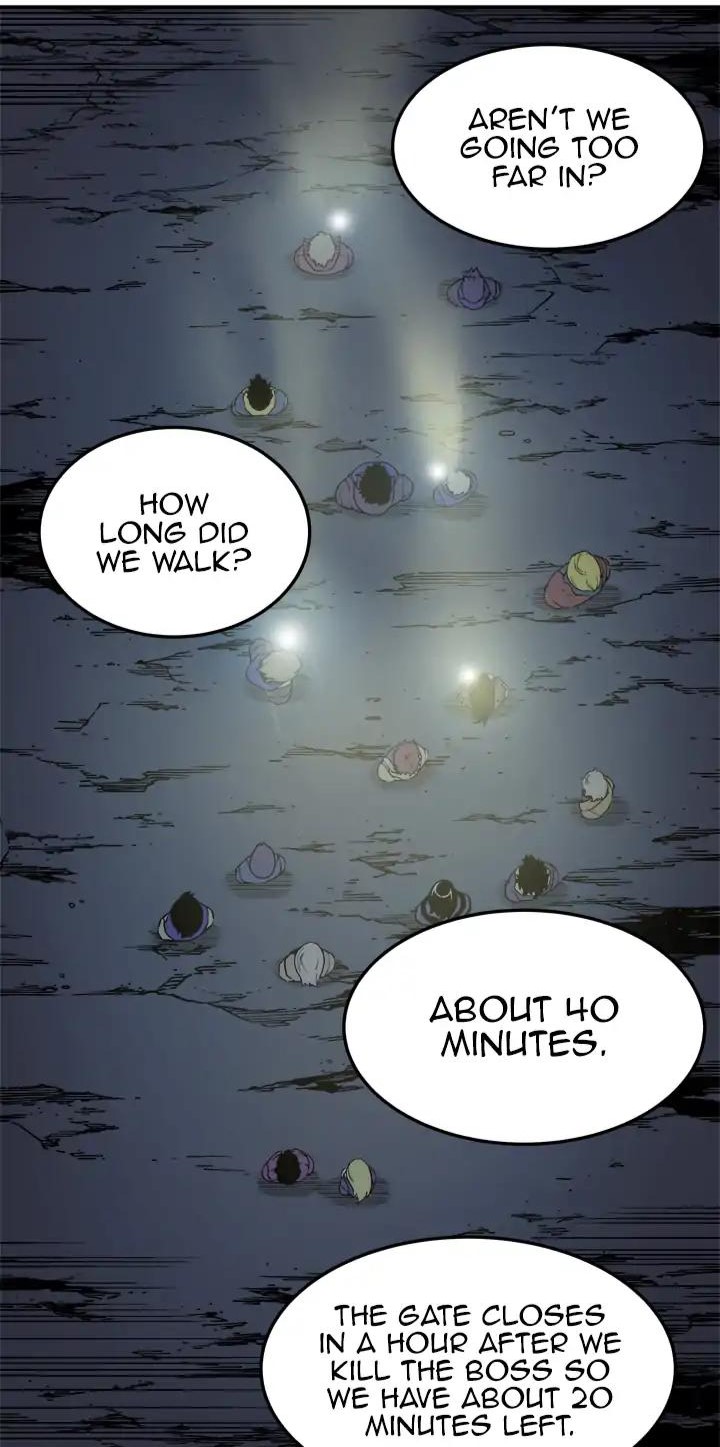 AREN'T WE
GOING TOO
FAR IN?
HOW
LONG DID
WE WALK?
ABOUT 40
MINUTES.
THE GATE CLOSES
IN A HOUR AFTER WE
KILL THE BOSS SO
WE HAVE ABOUT 20
MINUTES LEFT.